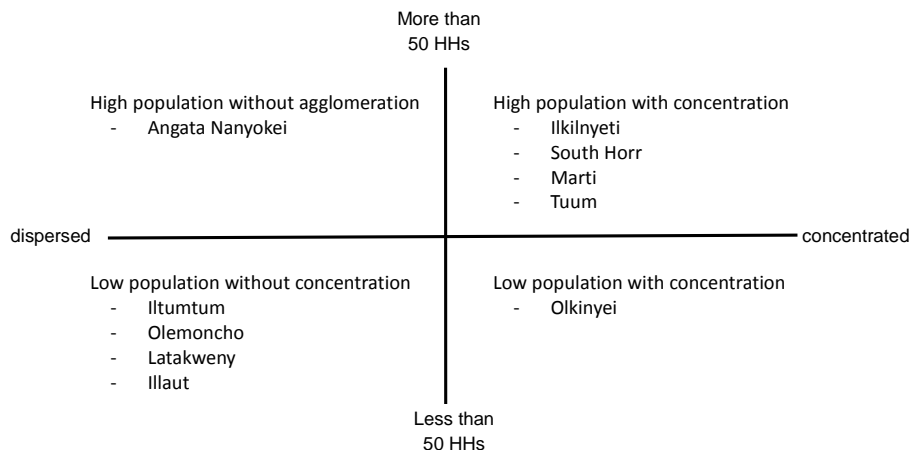 More than
50 HHs
High population without agglomeration
- Angata Nanyokei
High population with concentration
- Ilkilnyeti
- South Horr
- Marti
- Tuum
dispersed
concentrated
Low population without concentration
- Iltumtum
- Olemoncho
- Latakweny
- Illaut
Low population with concentration
- Olkinyei
Less than
50 HHs